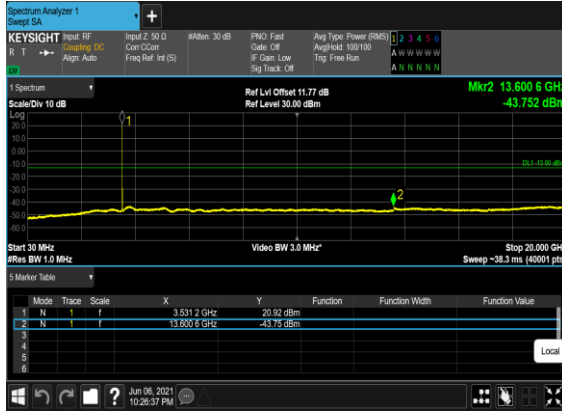 Spectrum Analyzer 1
Swept SA
+
KEYSIGHT Input: RF Input Z: 50 Ω #Atten: 30 dB PNO: Fast Avg Type: Power (RMS) 1 2 3 4 5 6
R T Coupling: DC Corr CCorr Gate: Off Avg|Hold: 100/100 A W W W W W
Align: Auto Freq Ref: Int (S) IF Gain: Low Trig: Free Run
Sig Track: Off A N N N N N
1 Spectrum Ref Lvl Offset 11.77 dB Mkr2 13.600 6 GHz
Scale/Div 10 dB Ref Level 30.00 dBm -43.752 dBm
Log
20.0
10.0
0.00
-10.0
DL1 -13.00 dBm
-20.0
-30.0
-40.0
-50.0
-60.0
1
2
Start 30 MHz Video BW 3.0 MHz* Stop 20.000 GHz
#Res BW 1.0 MHz Sweep ~38.3 ms (40001 pts)
5 Marker Table
Mode Trace Scale X Y Function Function Width Function Value
1 N 1 f 3.531 2 GHz 20.92 dBm
2 N 1 f 13.600 6 GHz -43.75 dBm
3
4
5
6
Local
? Jun 06, 2021
10:26:37 PM